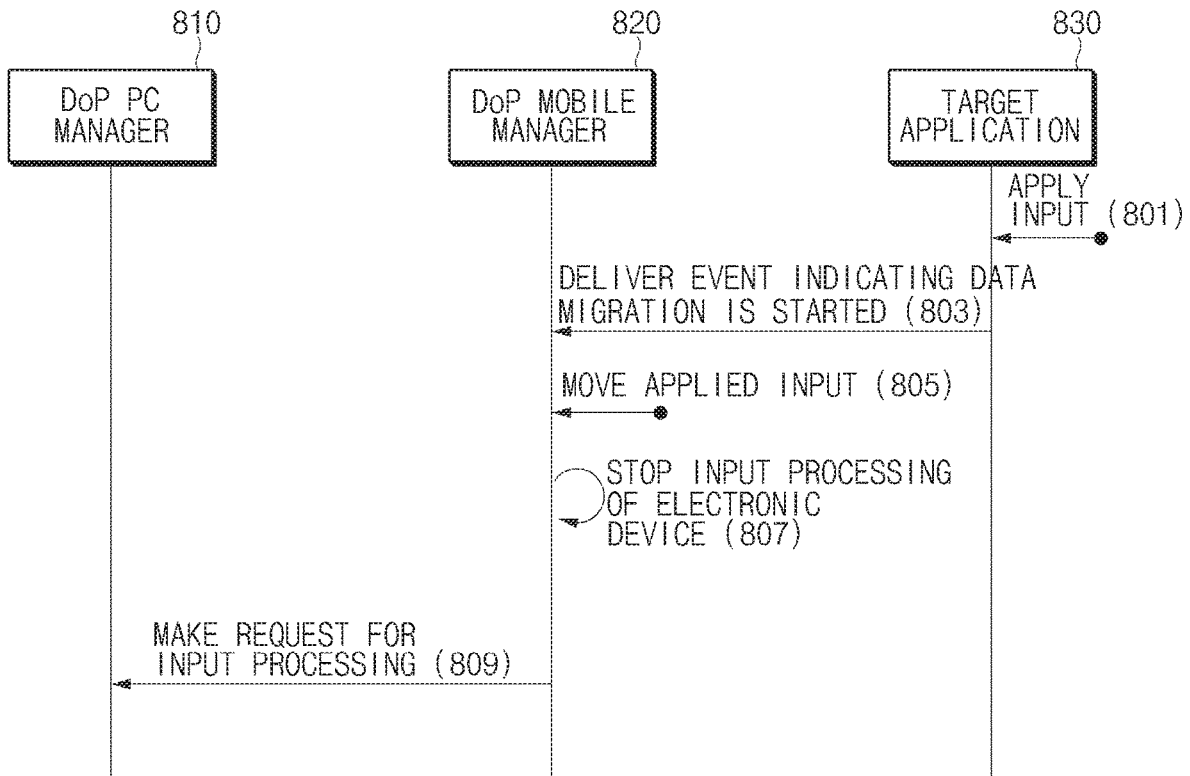 810
820
830
DoP PC
MANAGER
DoP MOBILE
MANAGER
TARGET
APPLICATION
APPLY
INPUT (801)
DELIVER EVENT INDICATING DATA
MIGRATION IS STARTED (803)
MOVE APPLIED INPUT (805)
STOP INPUT PROCESSING
OF ELECTRONIC
DEVICE (807)
MAKE REQUEST FOR
INPUT PROCESSING (809)